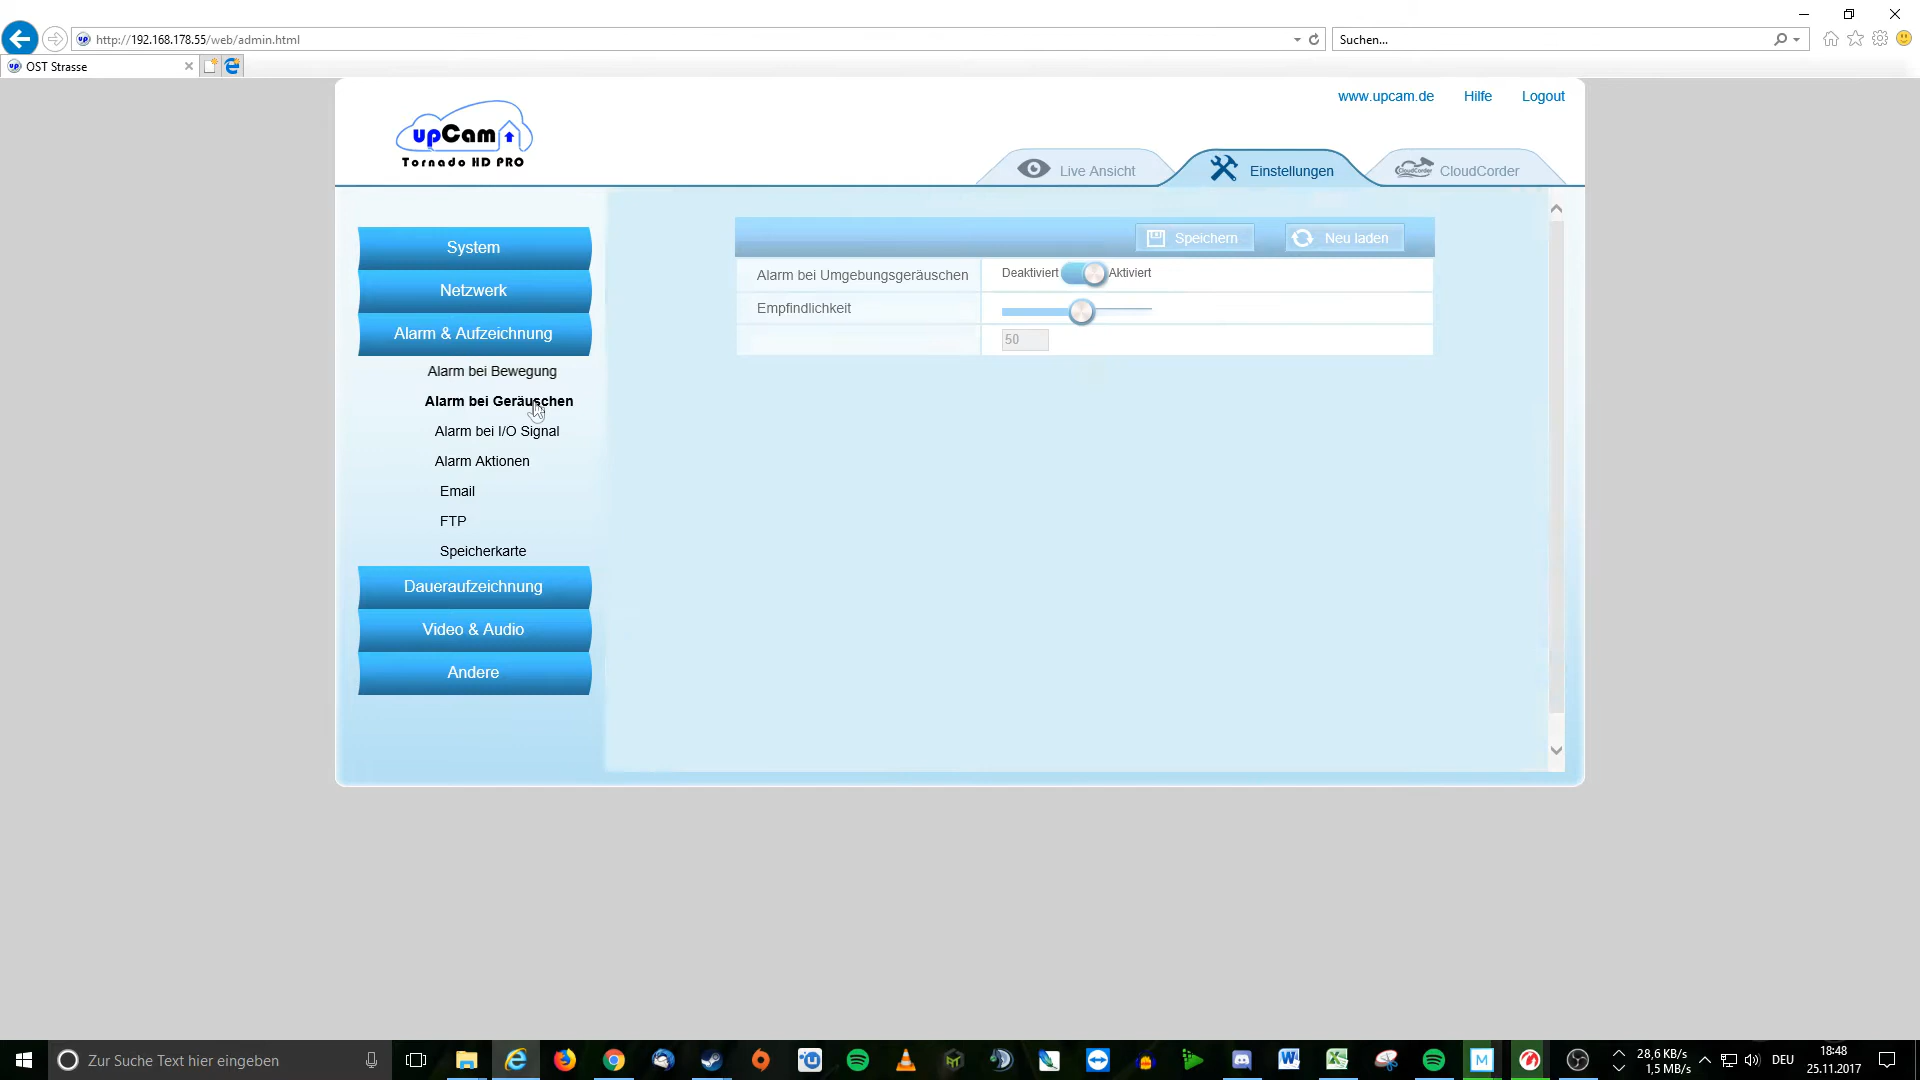 http://192.168.178.55/web/admin.html
Suchen...
OST Strasse
www.upcam.de Hilfe Logout
upCam
Tornado HD PRO
Live Ansicht Einstellungen CloudCorder
Speichern Neu laden
Alarm bei Umgebungsgeräuschen Deaktiviert Aktiviert
Empfindlichkeit
50
System
Netzwerk
Alarm & Aufzeichnung
Alarm bei Bewegung
Alarm bei Geräuschen
Alarm bei I/O Signal
Alarm Aktionen
Email
FTP
Speicherkarte
Daueraufzeichnung
Video & Audio
Andere
Zur Suche Text hier eingeben
28,6 KB/s
1,5 MB/s
DEU
18:48
25.11.2017